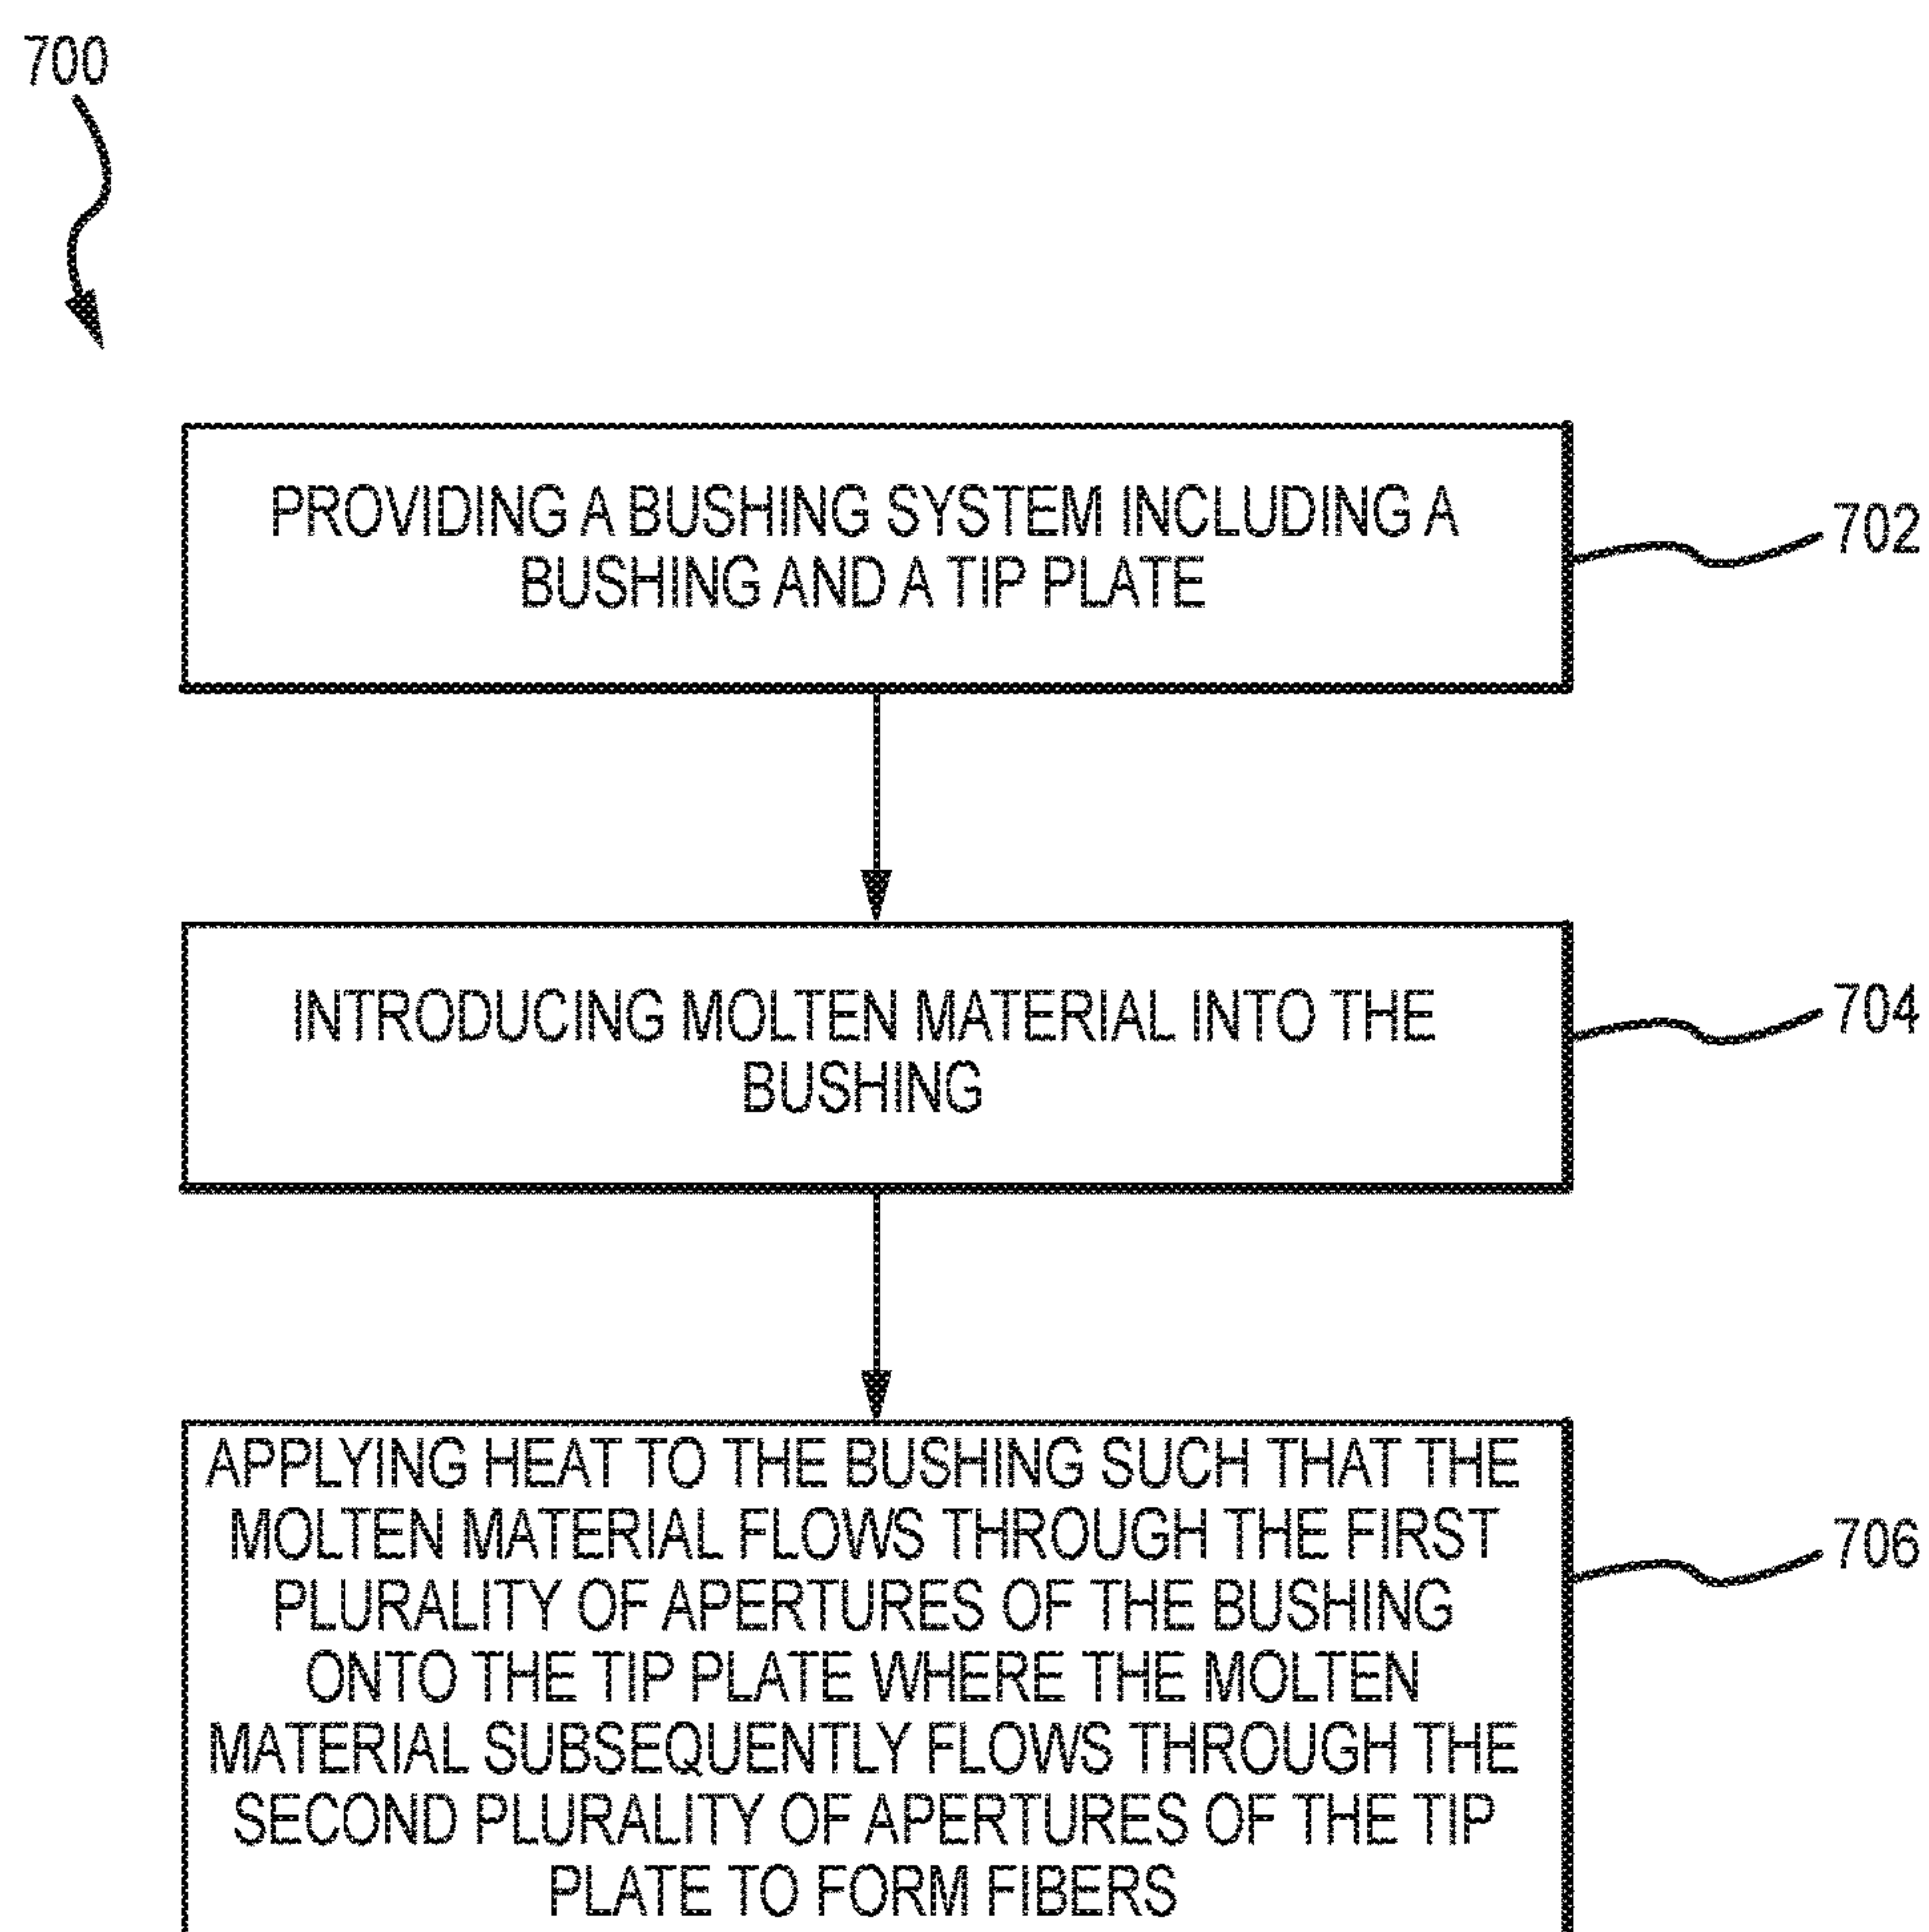 700
PROVIDING A BUSHING SYSTEM INCLUDING A
BUSHING AND A TIP PLATE
702
INTRODUCING MOLTEN MATERIAL INTO THE
BUSHING
704
APPLYING HEAT TO THE BUSHING SUCH THAT THE
MOLTEN MATERIAL FLOWS THROUGH THE FIRST
PLURALITY OF APERTURES OF THE BUSHING
ONTO THE TIP PLATE WHERE THE MOLTEN
MATERIAL SUBSEQUENTLY FLOWS THROUGH THE
SECOND PLURALITY OF APERTURES OF THE TIP
PLATE TO FORM FIBERS
706